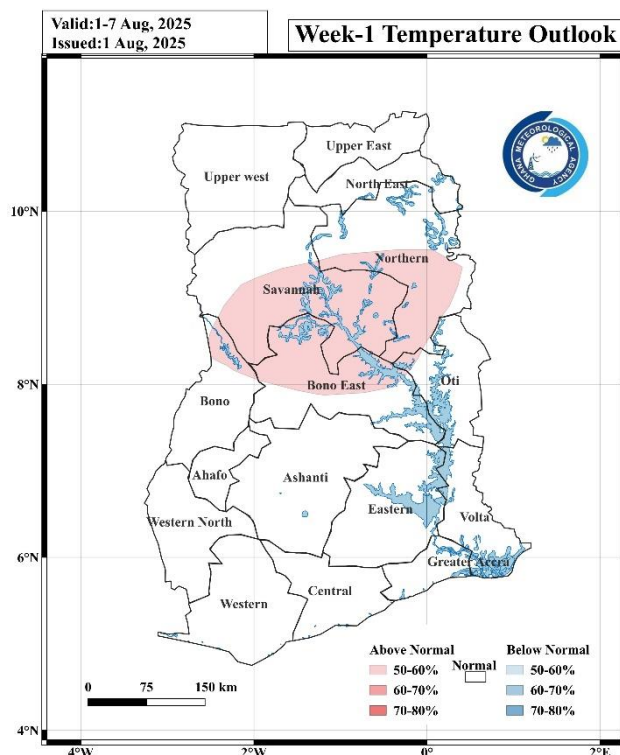 Valid:1-7 Aug, 2025
Issued:1 Aug, 2025
Week-1 Temperature Outlook
GHANA METEOROLOGICAL AGENCY
Upper East
Upper west
North East
10°N
Northern
Savannah
8°N
Bono East
Oti
Bono
Ahafo
Ashanti
Western North
Eastern
Volta
6°N
Greater Accra
Central
Western
Above Normal
Normal
Below Normal
50-60%
50-60%
60-70%
60-70%
70-80%
70-80%
0 75 150 km
4°N
4°W
2°W
0°
2°E